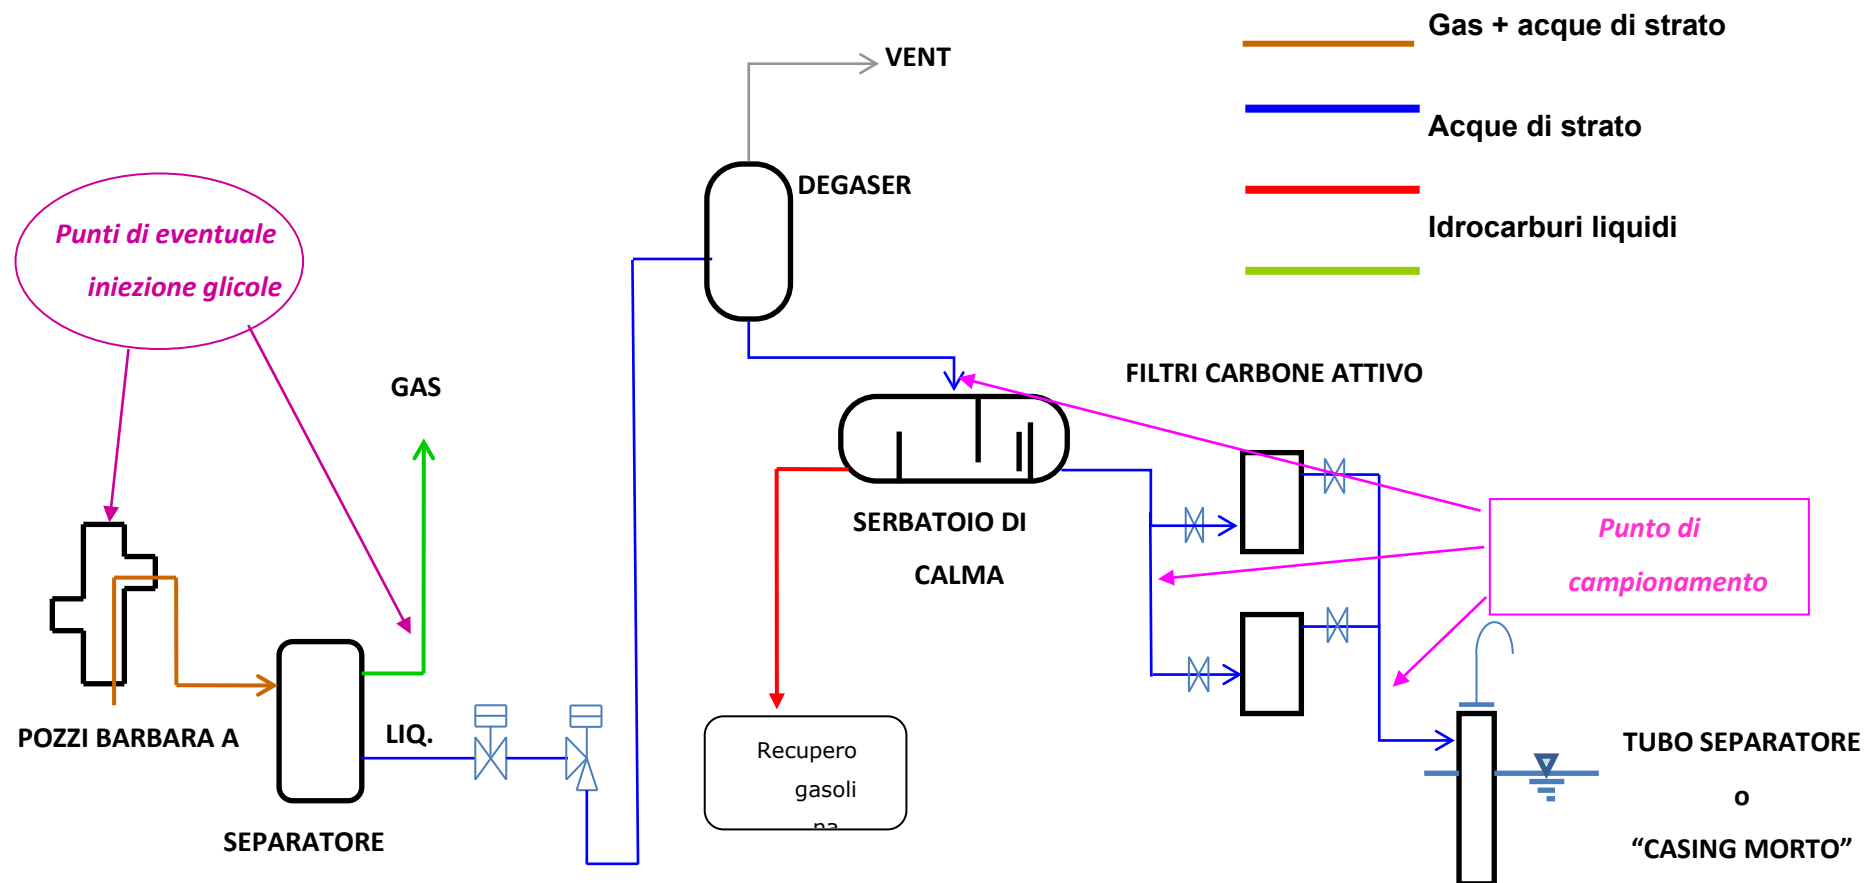 Gas + acque di strato
VENT
Acque di strato
DEGASER
Idrocarburi liquidi
Punti di eventuale
iniezione glicole
GAS
FILTRI CARBONE ATTIVO
SERBATOIO DI
CALMA
Punto di
campionamento
POZZI BARBARA A
LIQ.
SEPARATORE
Recupero
gasoli
na
TUBO SEPARATORE
o
“CASING MORTO”